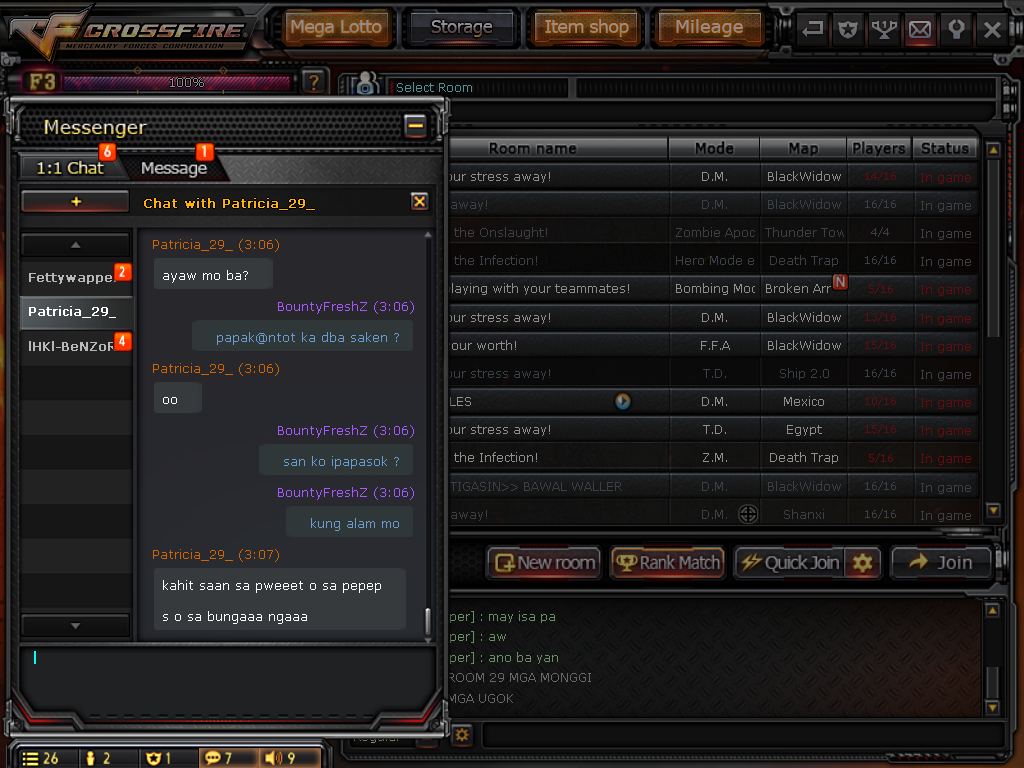 CROSSFIRE
MERCENARY FORCES CORPORATION
Mega Lotto
Storage
Item shop
Mileage
F3
100%
?
Select Room
Messenger
1:1 Chat 6
Message 1
+
Chat with Patricia_29_
Fettywappe 2
Patricia_29_
lHKl-BeNZoR 4
Patricia_29_ (3:06)
ayaw mo ba?
BountyFreshZ (3:06)
papak@ntot ka dba saken ?
Patricia_29_ (3:06)
oo
BountyFreshZ (3:06)
san ko ipapasok ?
BountyFreshZ (3:06)
kung alam mo
Patricia_29_ (3:07)
kahit saan sa pweeet o sa pepep
s o sa bungaaa ngaaa
Room name Mode Map Players Status
our stress away! D.M. BlackWidow 14/16 In game
away! D.M. BlackWidow 16/16 In game
the Onslaught! Zombie Apoc Thunder Tow 4/4 In game
the Infection! Hero Mode e Death Trap 16/16 In game
laying with your teammates! Bombing Moc Broken Arr N 5/16 In game
our stress away! D.M. BlackWidow 13/16 In game
your worth! F.F.A BlackWidow 15/16 In game
our stress away! T.D. Ship 2.0 16/16 In game
LES D.M. Mexico 10/16 In game
our stress away! T.D. Egypt 15/16 In game
the Infection! Z.M. Death Trap 5/16 In game
TIGASIN>> BAWAL WALLER D.M. BlackWidow 16/16 In game
away! D.M. Shanxi 16/16 In game
New room
Rank Match
Quick Join
Join
per] : may isa pa
per] : aw
per] : ano ba yan
ROOM 29 MGA MONGGI
MGA UGOK
Regular
26 2 1 7 9